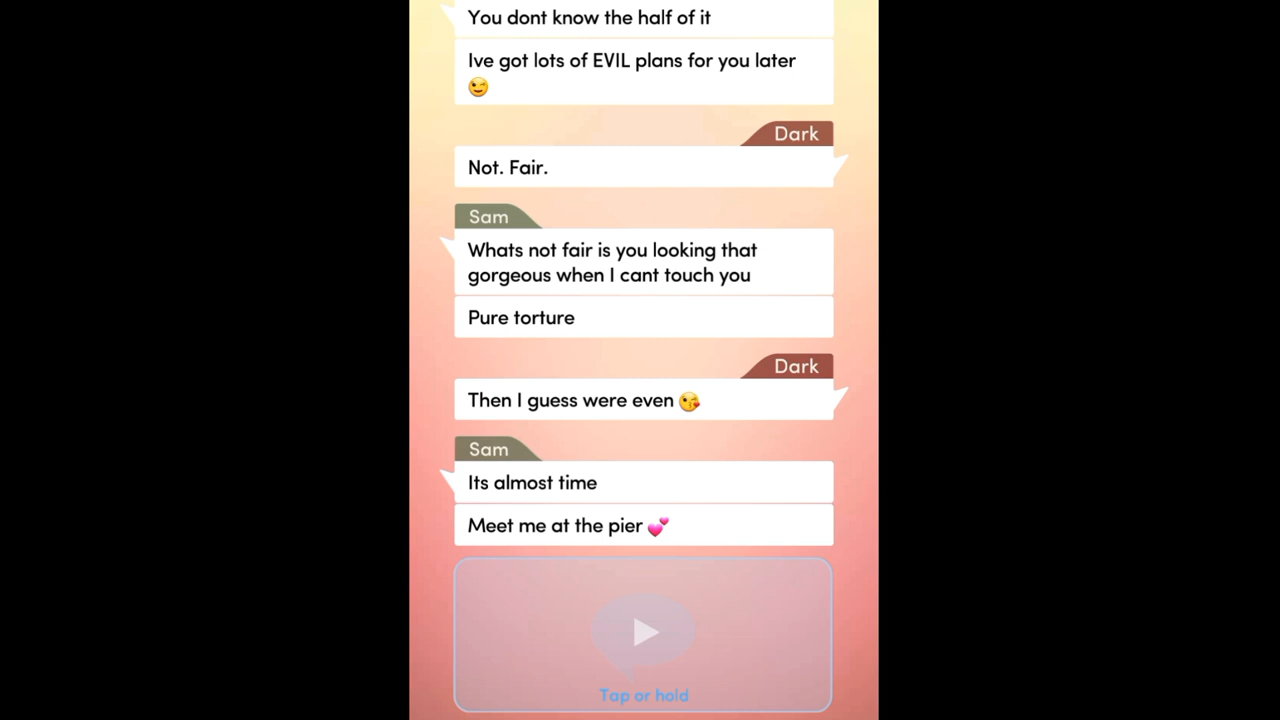 You dont know the half of it
Ive got lots of EVIL plans for you later
😉
Dark
Not. Fair.
Sam
Whats not fair is you looking that
gorgeous when I cant touch you
Pure torture
Dark
Then I guess were even 😘
Sam
Its almost time
Meet me at the pier 💕
Tap or hold